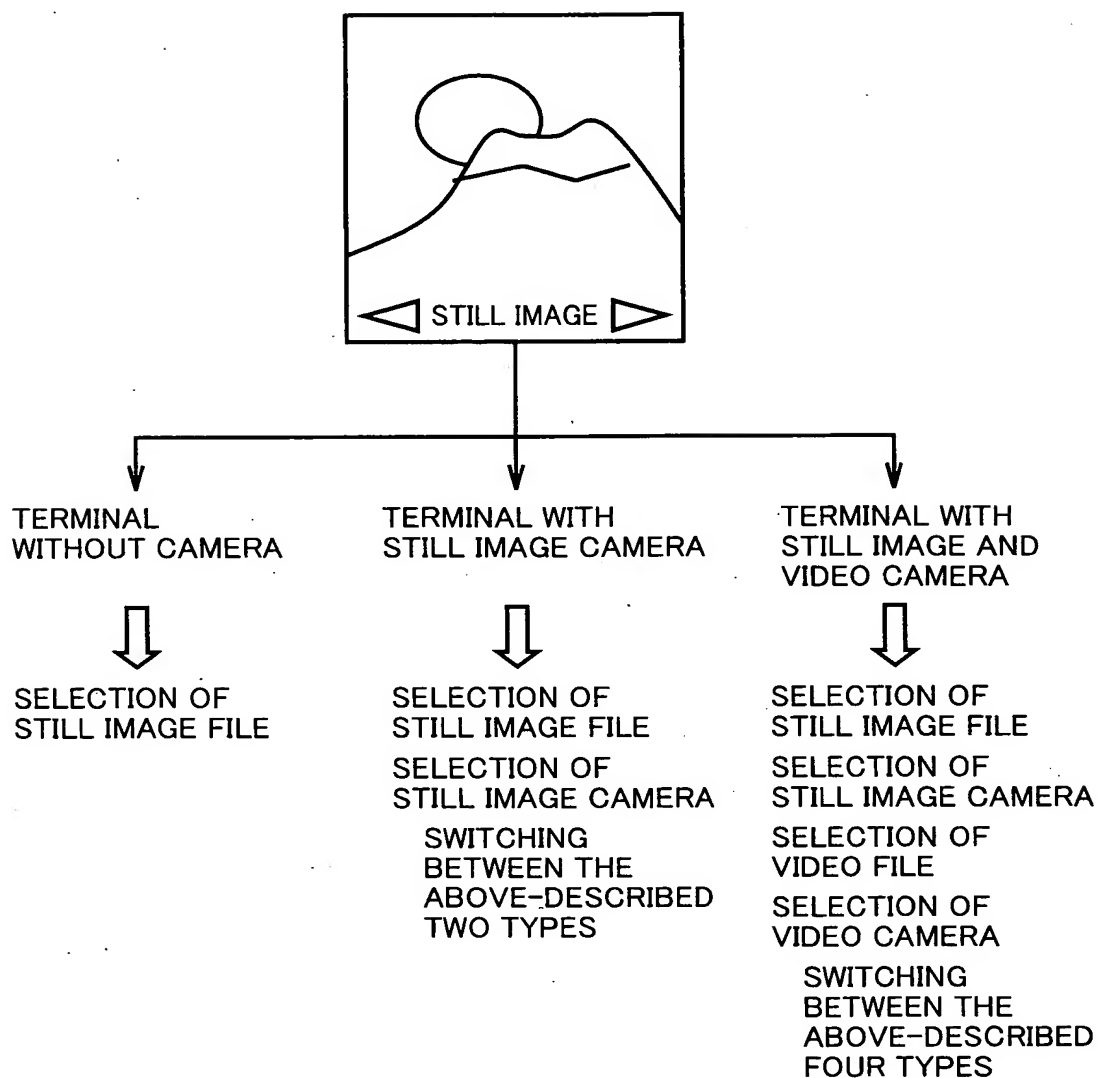 STILL IMAGE
TERMINAL
WITHOUT CAMERA
SELECTION OF
STILL IMAGE FILE
TERMINAL WITH
STILL IMAGE CAMERA
SELECTION OF
STILL IMAGE FILE
SELECTION OF
STILL IMAGE CAMERA
SWITCHING
BETWEEN THE
ABOVE-DESCRIBED
TWO TYPES
TERMINAL WITH
STILL IMAGE AND
VIDEO CAMERA
SELECTION OF
STILL IMAGE FILE
SELECTION OF
STILL IMAGE CAMERA
SELECTION OF
VIDEO FILE
SELECTION OF
VIDEO CAMERA
SWITCHING
BETWEEN THE
ABOVE-DESCRIBED
FOUR TYPES